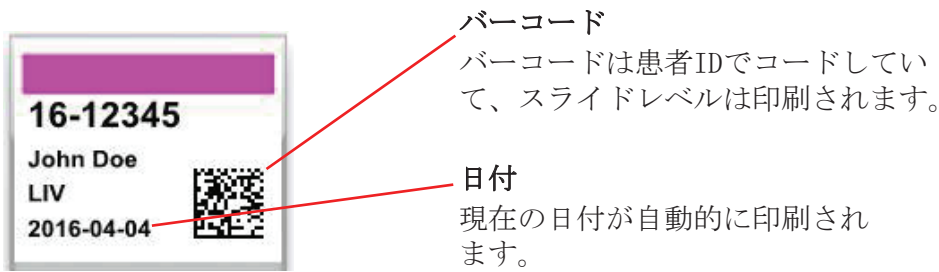 16-12345
John Doe
LIV
2016-04-04
バーコード
バーコードは患者IDでコードしてい
て、スライドレベルは印刷されます。
日付
現在の日付が自動的に印刷され
ます。